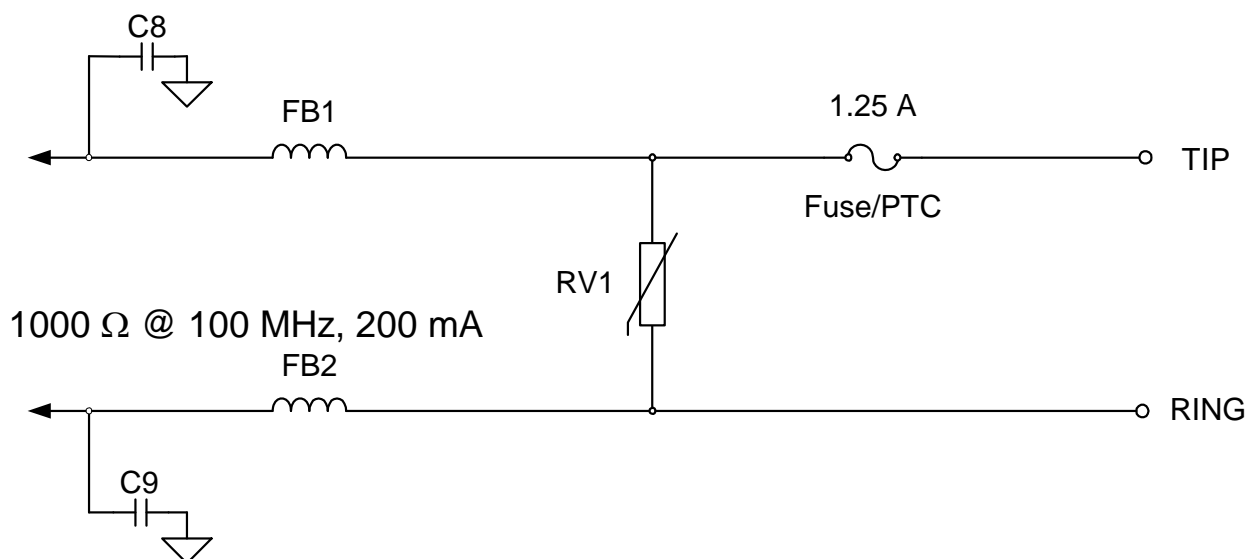 C8
FB1
1.25 A
TIP
Fuse/PTC
RV1
1000 Ω @ 100 MHz, 200 mA
FB2
RING
C9